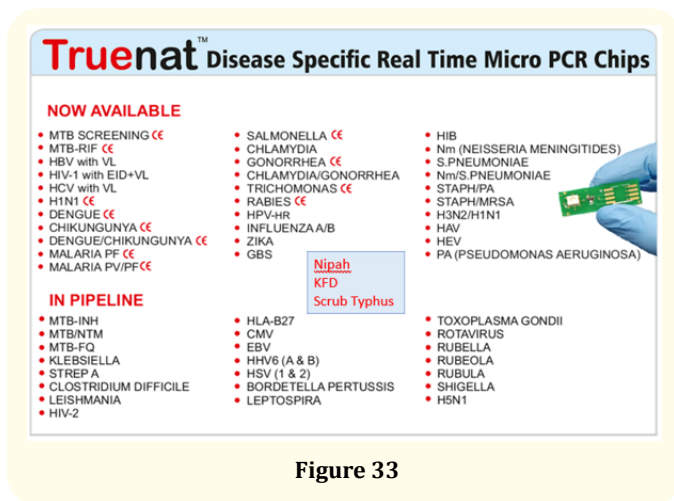 Truenat™ Disease Specific Real Time Micro PCR Chips
NOW AVAILABLE
• MTB SCREENING CE
• MTB-RIF CE
• HBV with VL
• HIV-1 with EID+VL
• HCV with VL
• H1N1 CE
• DENGUE CE
• CHIKUNGUNYA CE
• DENGUE/CHIKUNGUNYA CE
• MALARIA PF CE
• MALARIA PV/PF CE
• SALMONELLA CE
• CHLAMYDIA
• GONORRHEA CE
• CHLAMYDIA/GONORRHEA
• TRICHOMONAS CE
• RABIES CE
• HPV-HR
• INFLUENZA A/B
• ZIKA
• GBS
• HIB
• Nm (NEISSERIA MENINGITIDES)
• S.PNEUMONIAE
• Nm/S.PNEUMONIAE
• STAPH/PA
• STAPH/MRSA
• H3N2/H1N1
• HAV
• HEV
• PA (PSEUDOMONAS AERUGINOSA)
Nipah
KFD
Scrub Typhus
IN PIPELINE
• MTB-INH
• MTB/NTM
• MTB-FQ
• KLEBSIELLA
• STREP A
• CLOSTRIDIUM DIFFICILE
• LEISHMANIA
• HIV-2
• HLA-B27
• CMV
• EBV
• HHV6 (A & B)
• HSV (1 & 2)
• BORDETELLA PERTUSSIS
• LEPTOSPIRA
• TOXOPLASMA GONDII
• ROTAVIRUS
• RUBELLA
• RUBEOLA
• RUBULA
• SHIGELLA
• H5N1
Figure 33